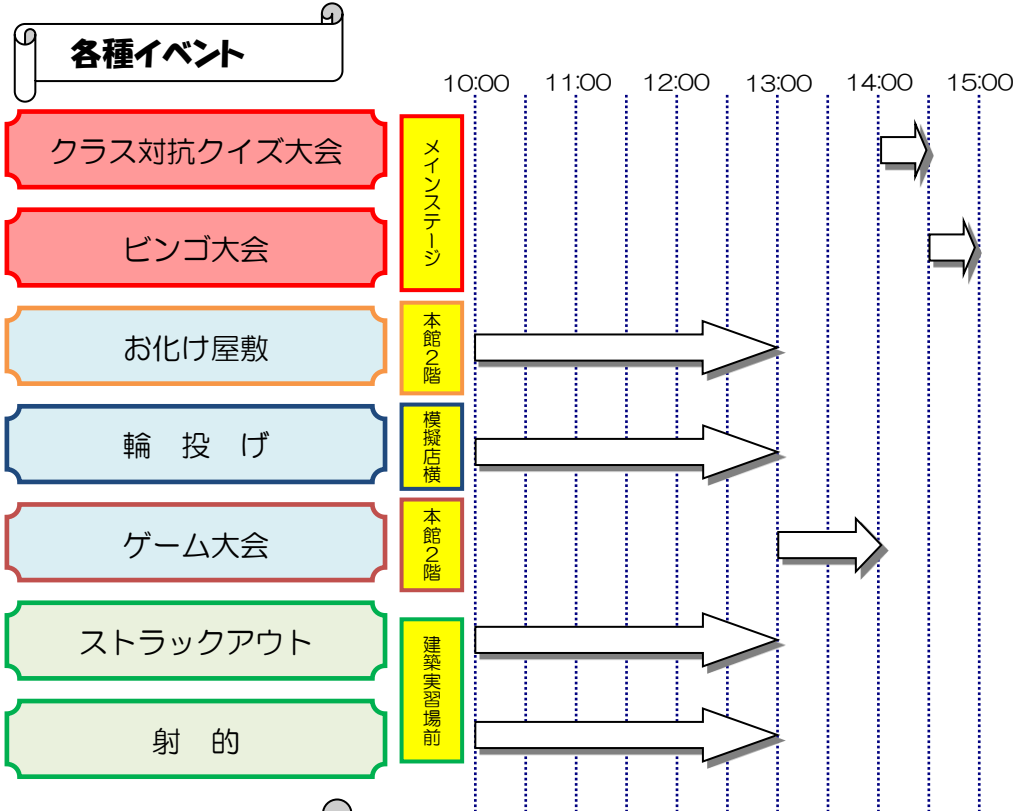 各種イベント
10:00 11:00 12:00 13:00 14:00 15:00
クラス対抗クイズ大会
メインステージ
ビンゴ大会
お化け屋敷
本館2階
輪 投 げ
模擬店横
ゲーム大会
本館2階
ストラックアウト
建築実習場前
射 的